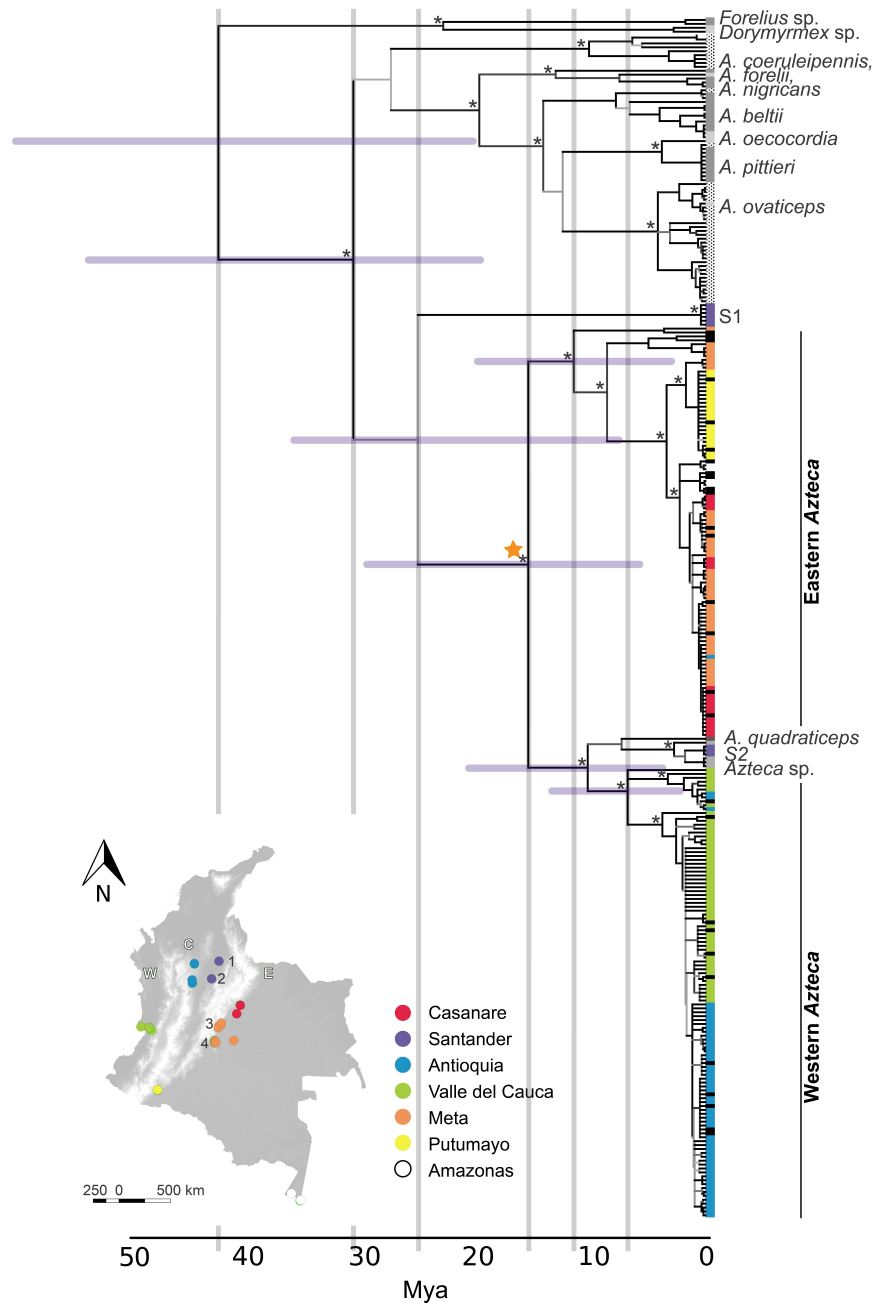 *
Forelius sp.
Dorymyrmex sp.
*
A. coeruleipennis,
*
A. forelii,
A. nigricans
*
A. beltii
*
A. oecocordia
*
A. pittieri
A. ovaticeps
*
*
*
S1
*
*
*
*
*
*
Eastern Azteca
A. quadraticeps
*
S2
*
Azteca sp.
*
*
*
Western Azteca
N
C
W
E
1
2
3
4
Casanare
Santander
Antioquia
Valle del Cauca
Meta
Putumayo
Amazonas
250 0 500 km
50 40 30 20 10 0
Mya